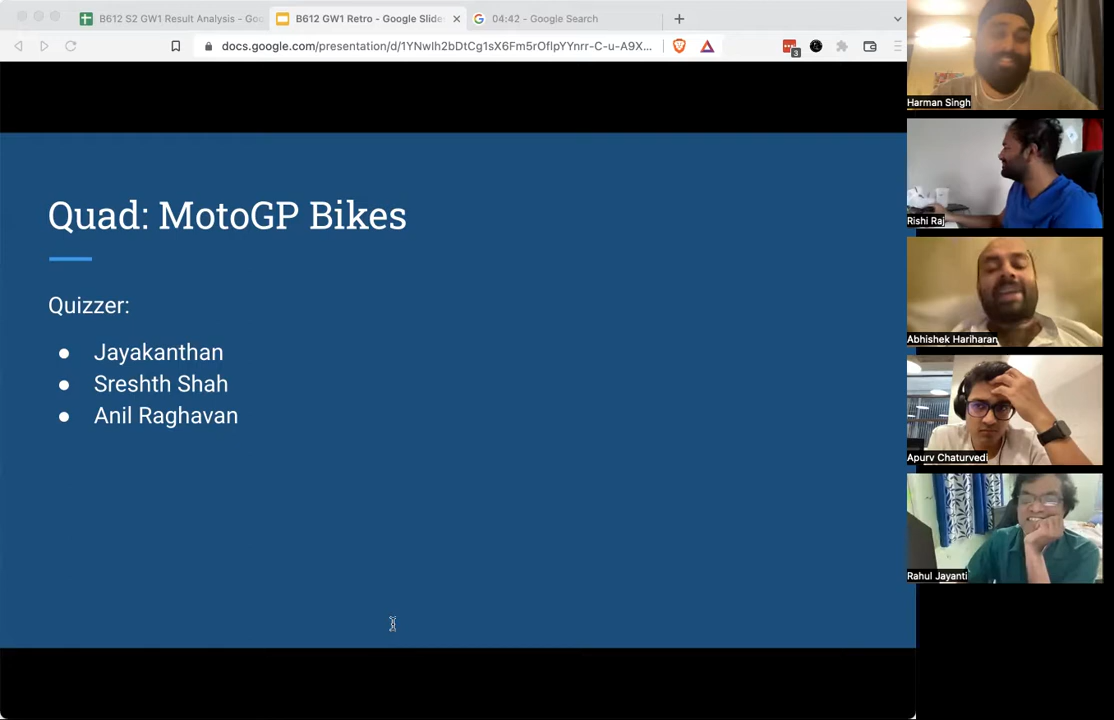 B612 S2 GW1 Result Analysis - Goo
B612 GW1 Retro - Google Slide
04:42 - Google Search
docs.google.com/presentation/d/1YNwIh2bDtCg1sX6Fm5rOflpYYnrr-C-u-A9X...
3
Quad: MotoGP Bikes
Quizzer:
● Jayakanthan
● Sreshth Shah
● Anil Raghavan
Harman Singh
Rishi Raj
Abhishek Hariharan
Apurv Chaturvedi
Rahul Jayanti